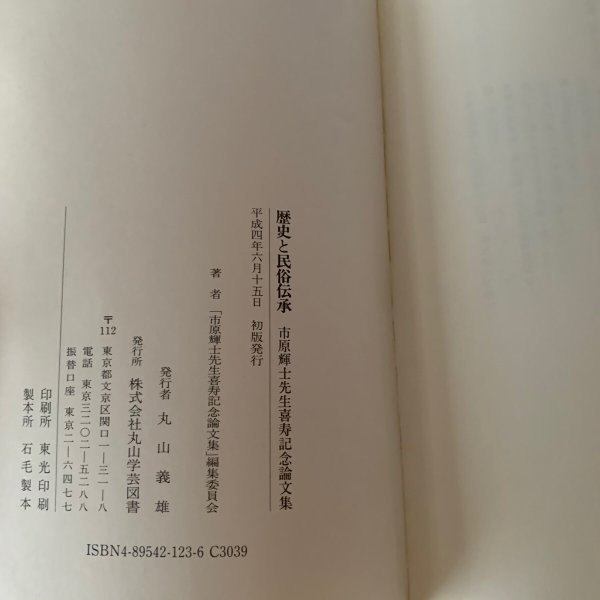 歴史と民俗伝承 市原輝士先生喜寿記念論文集
平成四年六月十五日 初版発行
著者 「市原輝士先生喜寿記念論文集」編集委員会
発行者 丸山義雄
発行所 株式会社丸山学芸図書
〒112 東京都文京区関口一―三一―八
電話 東京三二〇二―五二八八
振替口座 東京二―六四七七
印刷所 東光印刷
製本所 石毛製本
ISBN4-89542-123-6 C3039